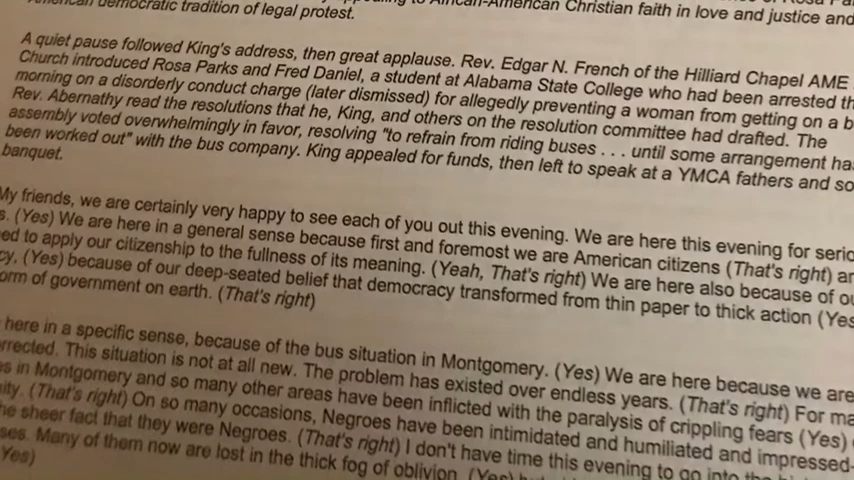 American democratic tradition of legal protest.
A quiet pause followed King's address, then great applause. Rev. Edgar N. French of the Hilliard Chapel AME
Church introduced Rosa Parks and Fred Daniel, a student at Alabama State College who had been arrested th
morning on a disorderly conduct charge (later dismissed) for allegedly preventing a woman from getting on a b
Rev. Abernathy read the resolutions that he, King, and others on the resolution committee had drafted. The
assembly voted overwhelmingly in favor, resolving "to refrain from riding buses . . . until some arrangement ha
been worked out" with the bus company. King appealed for funds, then left to speak at a YMCA fathers and so
banquet.
My friends, we are certainly very happy to see each of you out this evening. We are here this evening for serio
s. (Yes) We are here in a general sense because first and foremost we are American citizens (That's right) an
ed to apply our citizenship to the fullness of its meaning. (Yeah, That's right) We are here also because of ou
cy, (Yes) because of our deep-seated belief that democracy transformed from thin paper to thick action (Yes
orm of government on earth. (That's right)
here in a specific sense, because of the bus situation in Montgomery. (Yes) We are here because we are
rrected. This situation is not at all new. The problem has existed over endless years. (That's right) For ma
s in Montgomery and so many other areas have been inflicted with the paralysis of crippling fears (Yes)
ity. (That's right) On so many occasions, Negroes have been intimidated and humiliated and impressed-
he sheer fact that they were Negroes. (That's right) I don't have time this evening to go into the
ses. Many of them now are lost in the thick fog of oblivion (Yes)
Yes)